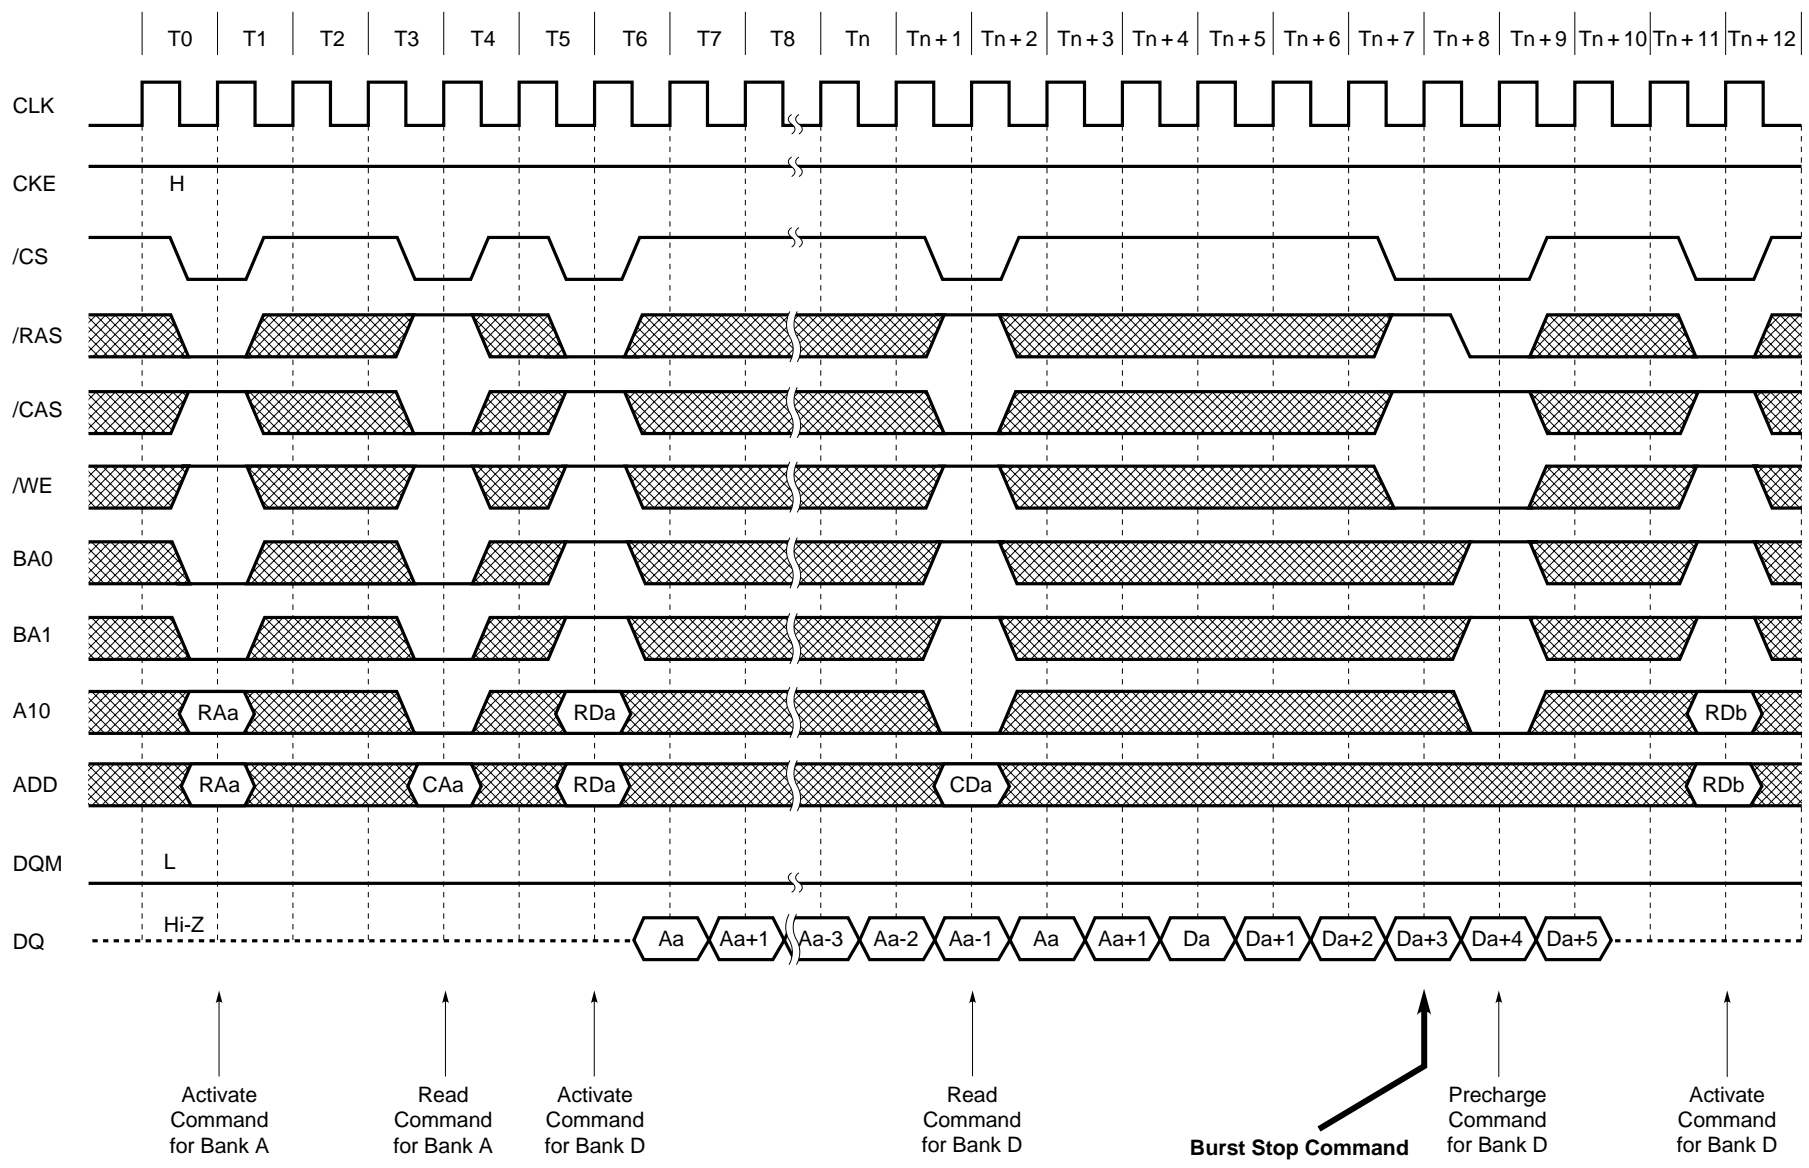 T0 T1 T2 T3 T4 T5 T6 T7 T8 Tn Tn + 1 Tn + 2 Tn + 3 Tn + 4 Tn + 5 Tn + 6 Tn + 7 Tn + 8 Tn + 9 Tn + 10 Tn + 11 Tn + 12
CLK
CKE H
/CS
/RAS
/CAS
/WE
BA0
BA1
A10 RAa RDa RDb
ADD RAa CAa RDa CDa RDb
DQM L
DQ Hi-Z Aa Aa+1 Aa-3 Aa-2 Aa-1 Aa Aa+1 Da Da+1 Da+2 Da+3 Da+4 Da+5
Activate
Command
for Bank A
Read
Command
for Bank A
Activate
Command
for Bank D
Read
Command
for Bank D
Burst Stop Command
Precharge
Command
for Bank D
Activate
Command
for Bank D